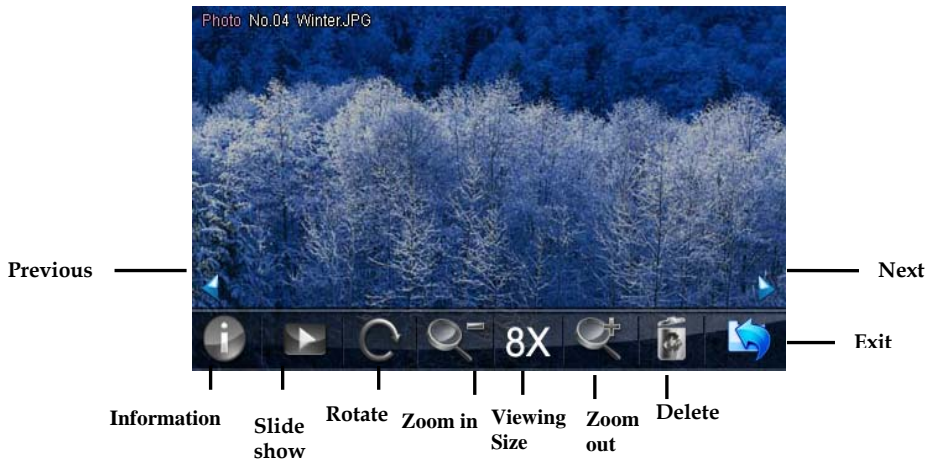 Photo No.04 Winter.JPG
Previous
Next
8X
Exit
Information
Slide
show
Rotate
Zoom in
Viewing
Size
Zoom
out
Delete